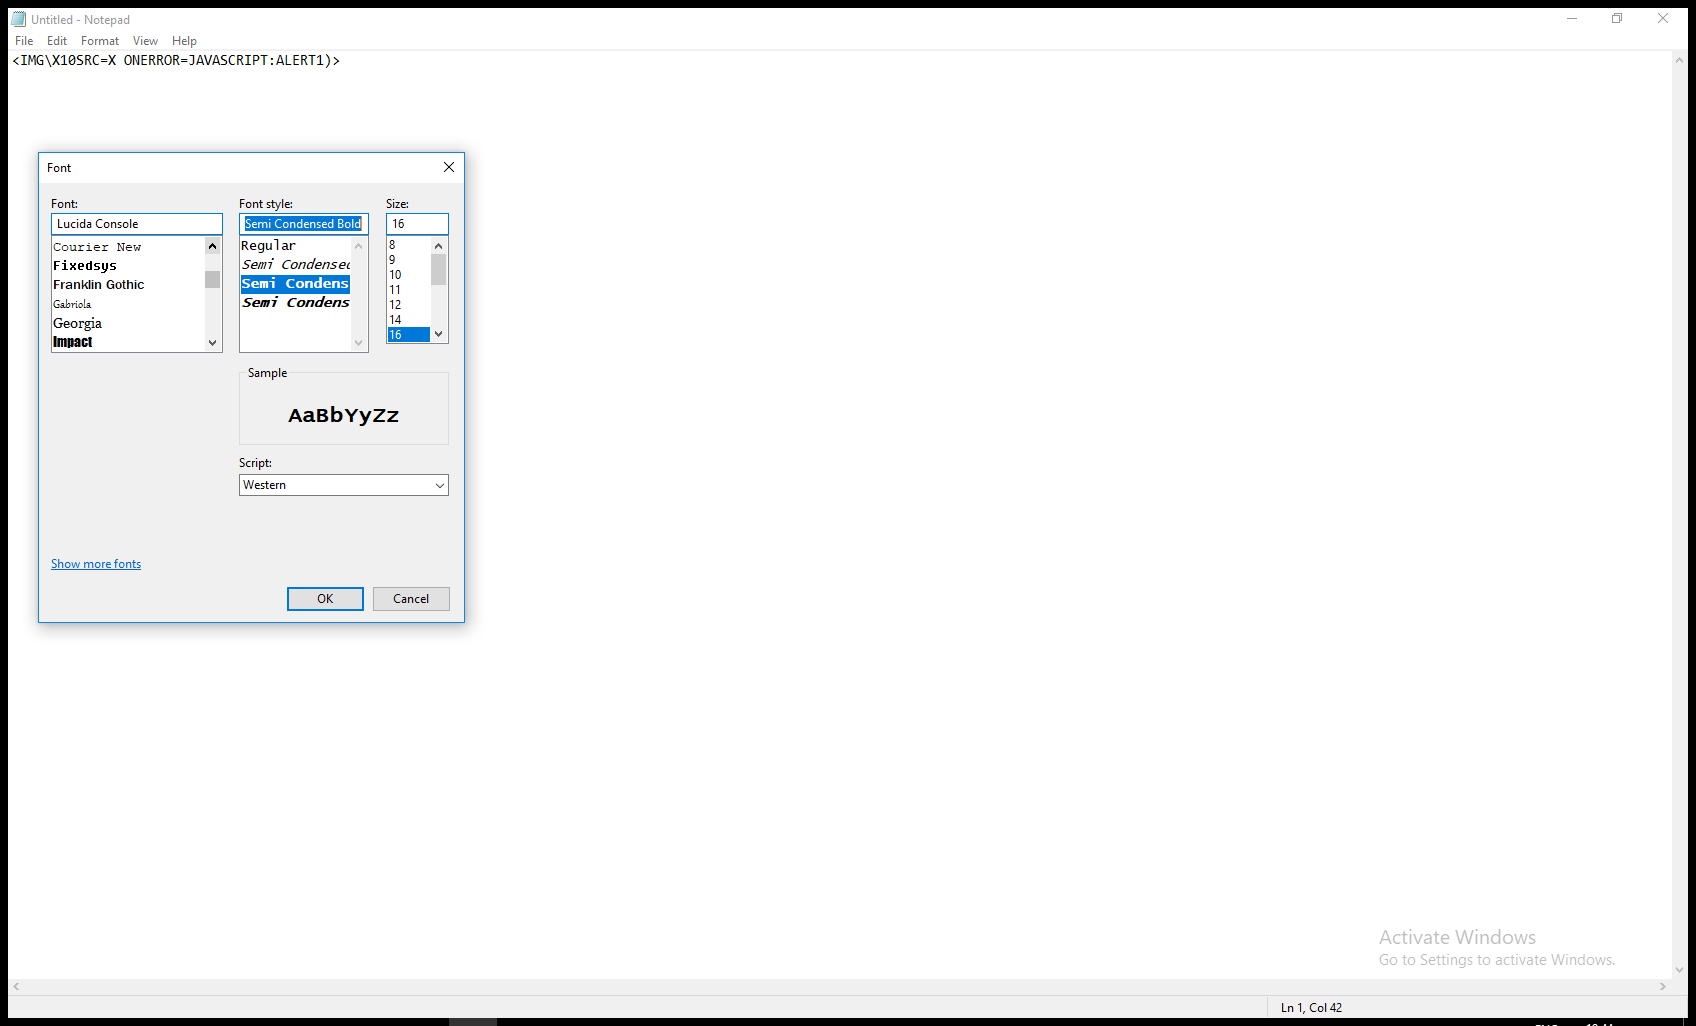 Untitled - Notepad
File Edit Format View Help
<IMG\X10SRC=X ONERROR=JAVASCRIPT:ALERT1)>
Font
Font: Font style: Size:
Lucida Console Semi Condensed Bold 16
Courier New
Fixedsys
Franklin Gothic
Gabriola
Georgia
Impact
Regular
Semi Condensed
Semi Condens
Semi Condens
8
9
10
11
12
14
16
Sample
AaBbYyZz
Script:
Western
Show more fonts
OK Cancel
Activate Windows
Go to Settings to activate Windows.
Ln 1, Col 42